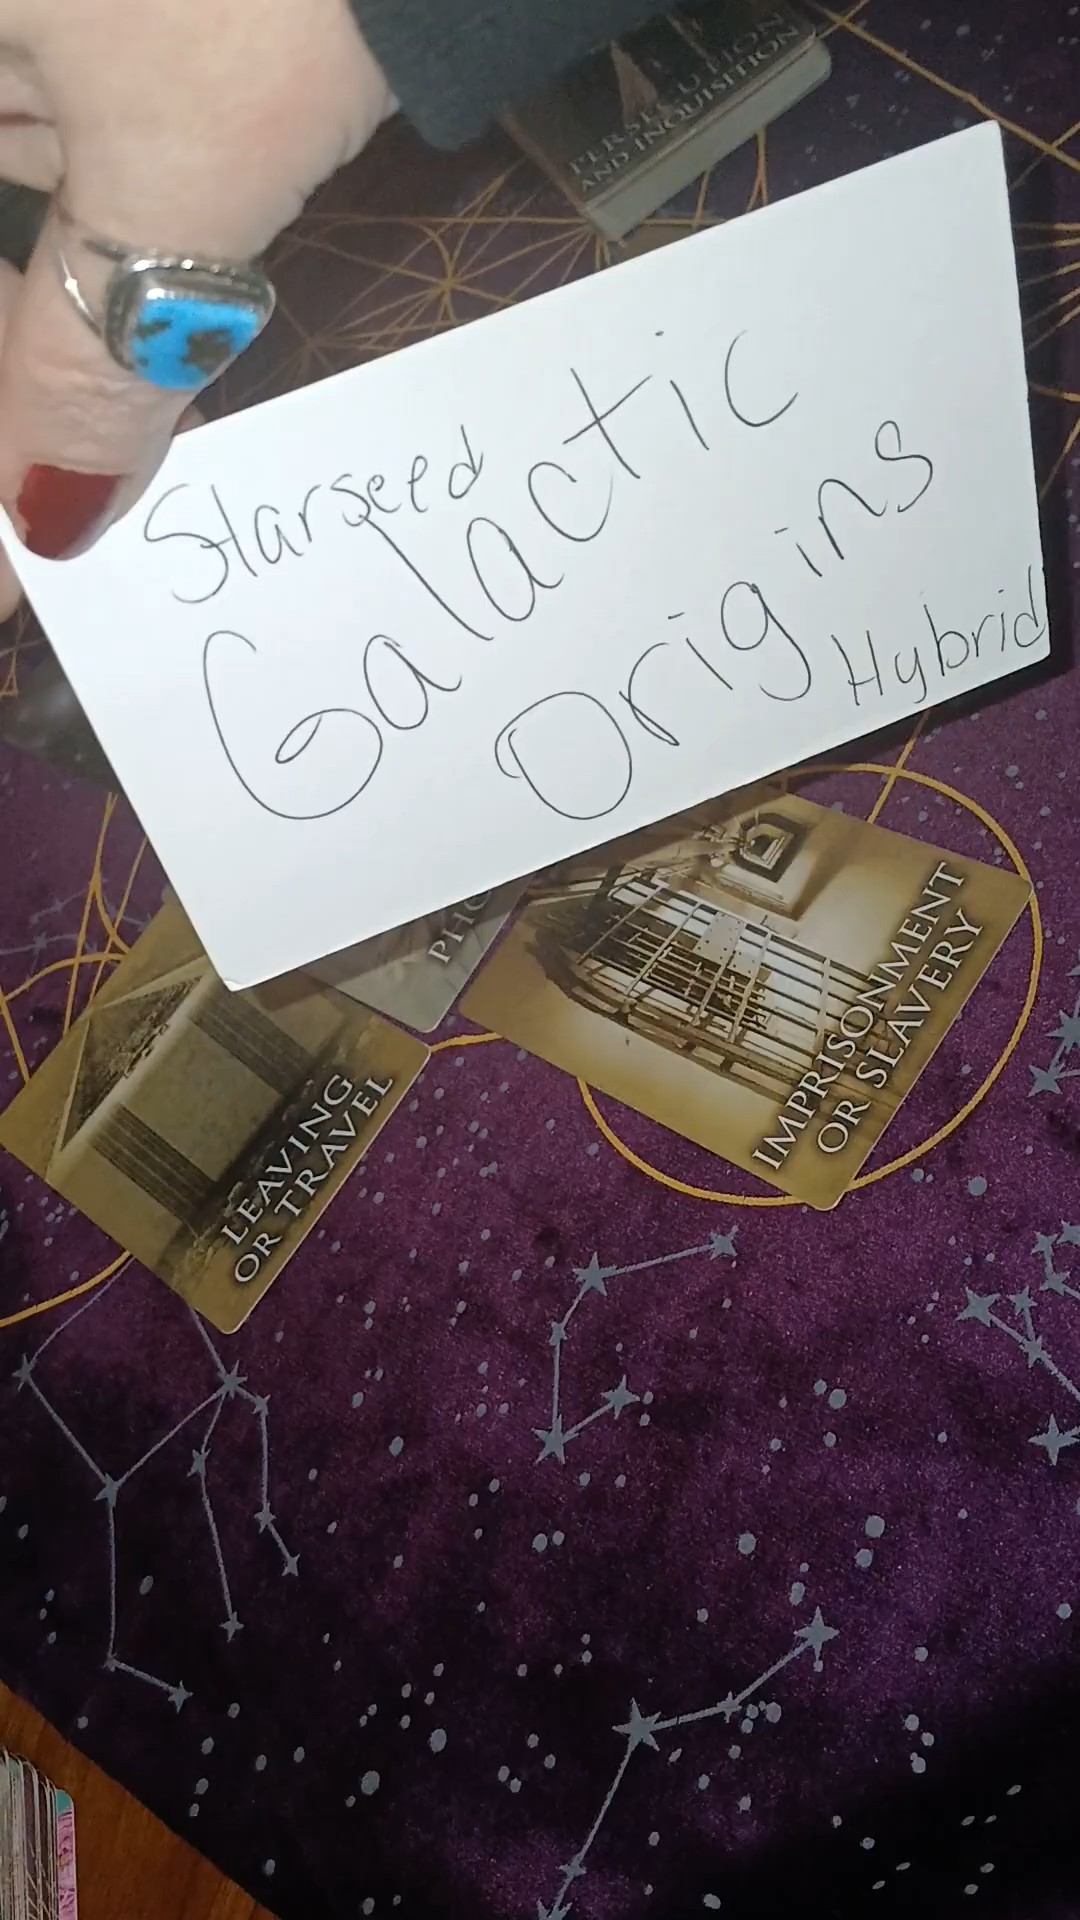 PERSECUTION
AND INQUISITION
Starseed
Galactic
Origins
Hybrid
LEAVING
OR TRAVEL
IMPRISONMENT
OR SLAVERY